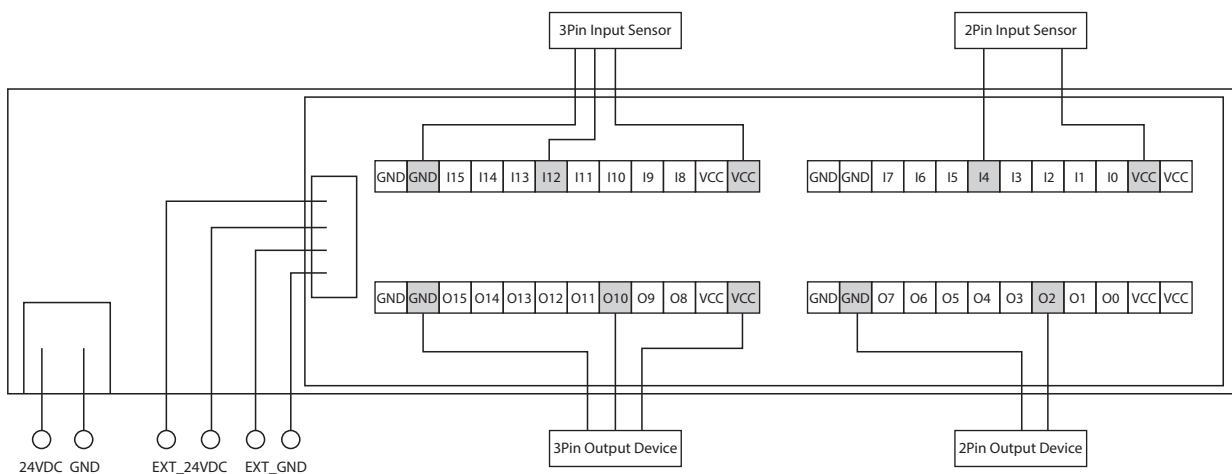 3Pin Input Sensor 2Pin Input Sensor
GND GND I15 I14 I13 I12 I11 I10 I9 I8 VCC VCC
GND GND I7 I6 I5 I4 I3 I2 I1 I0 VCC VCC
GND GND O15 O14 O13 O12 O11 O10 O9 O8 VCC VCC
GND GND O7 O6 O5 O4 O3 O2 O1 O0 VCC VCC
3Pin Output Device 2Pin Output Device
24VDC GND EXT_24VDC EXT_GND